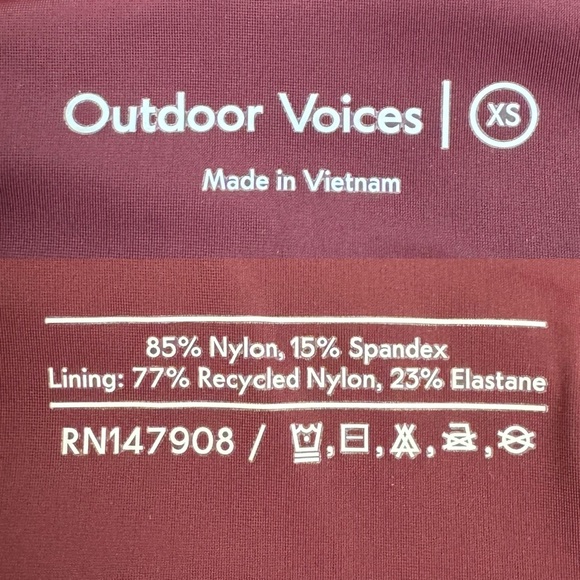 Outdoor Voices | XS
Made in Vietnam
85% Nylon, 15% Spandex
Lining: 77% Recycled Nylon, 23% Elastane
RN147908 /